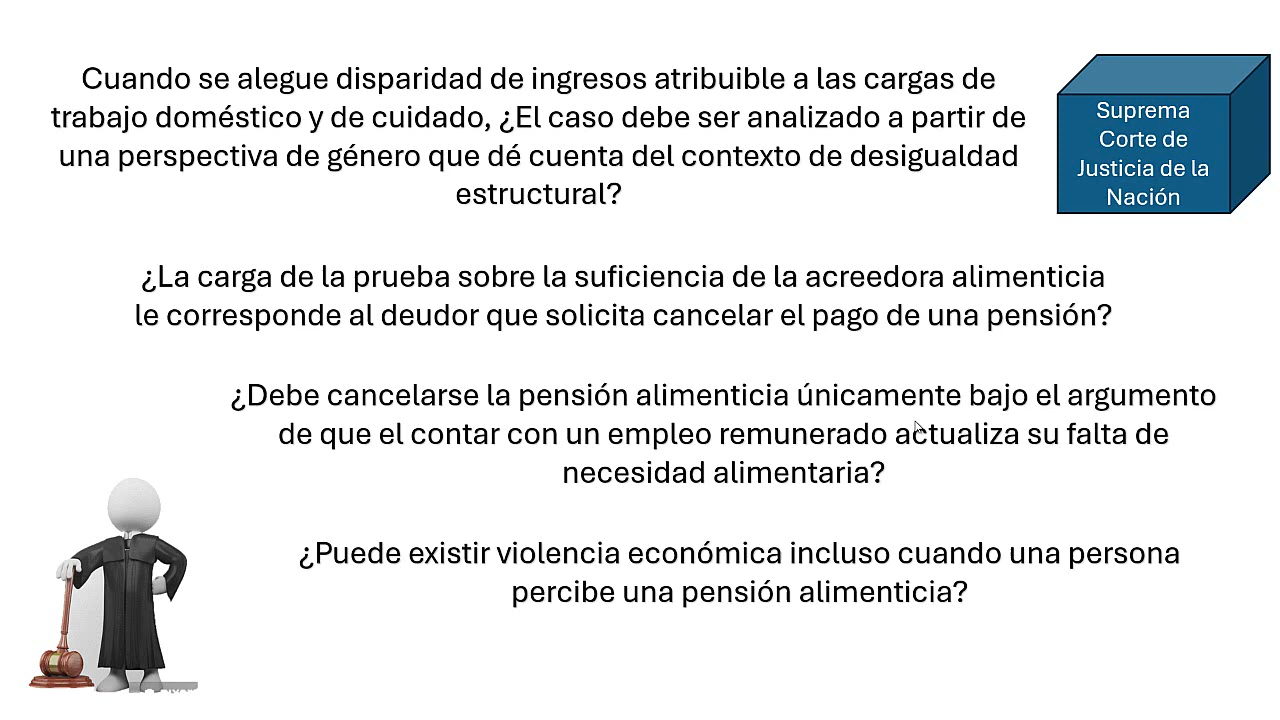 Cuando se alegue disparidad de ingresos atribuible a las cargas de
trabajo doméstico y de cuidado, ¿El caso debe ser analizado a partir de
una perspectiva de género que dé cuenta del contexto de desigualdad
estructural?
Suprema
Corte de
Justicia de la
Nación
¿La carga de la prueba sobre la suficiencia de la acreedora alimenticia
le corresponde al deudor que solicita cancelar el pago de una pensión?
¿Debe cancelarse la pensión alimenticia únicamente bajo el argumento
de que el contar con un empleo remunerado actualiza su falta de
necesidad alimentaria?
¿Puede existir violencia económica incluso cuando una persona
percibe una pensión alimenticia?